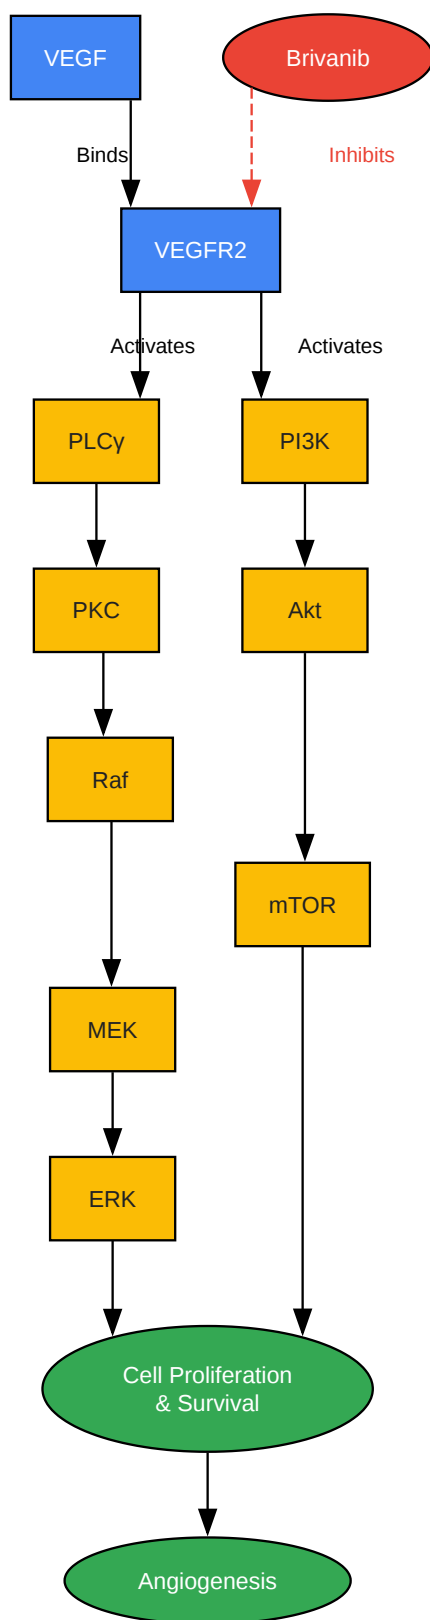 VEGF
Brivanib
Binds
Inhibits
VEGFR2
Activates
Activates
PLCγ
PI3K
PKC
Akt
Raf
mTOR
MEK
ERK
Cell Proliferation
& Survival
Angiogenesis